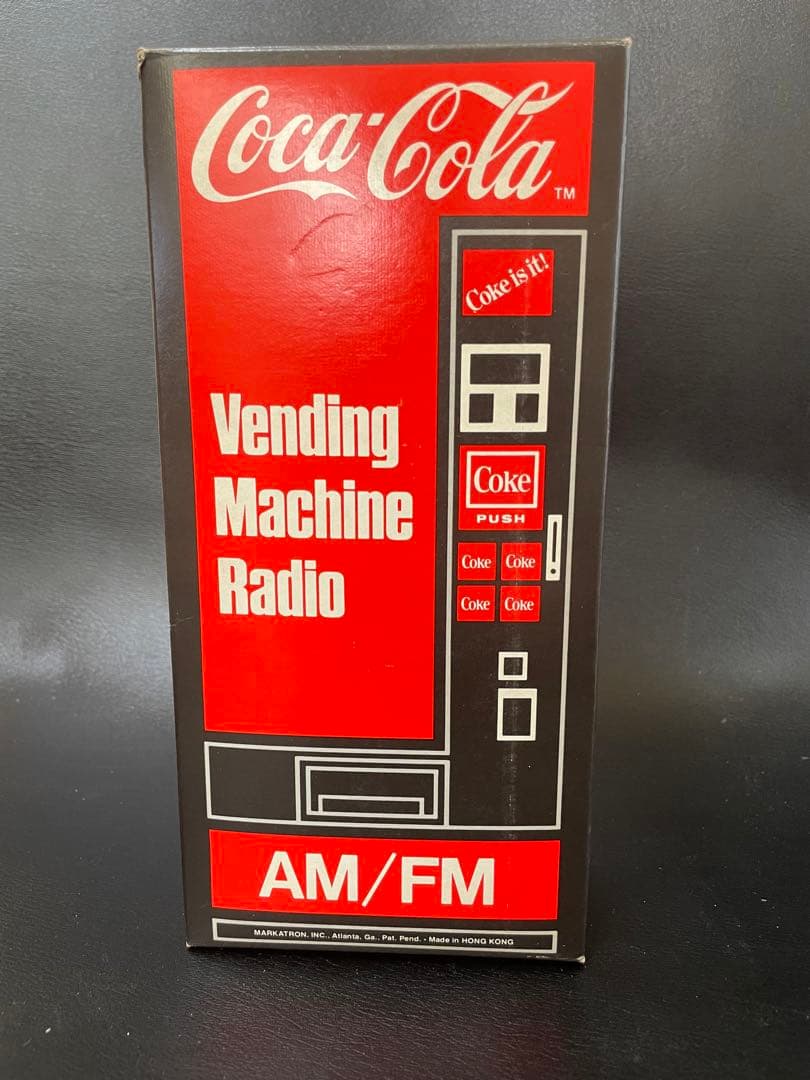 Coca-Cola TM
Coke is it!
Vending
Machine
Radio
Coke
PUSH
Coke Coke
Coke Coke
AM/FM
MARKATRON, INC., Atlanta, Ga., Pat. Pend. - Made in HONG KONG